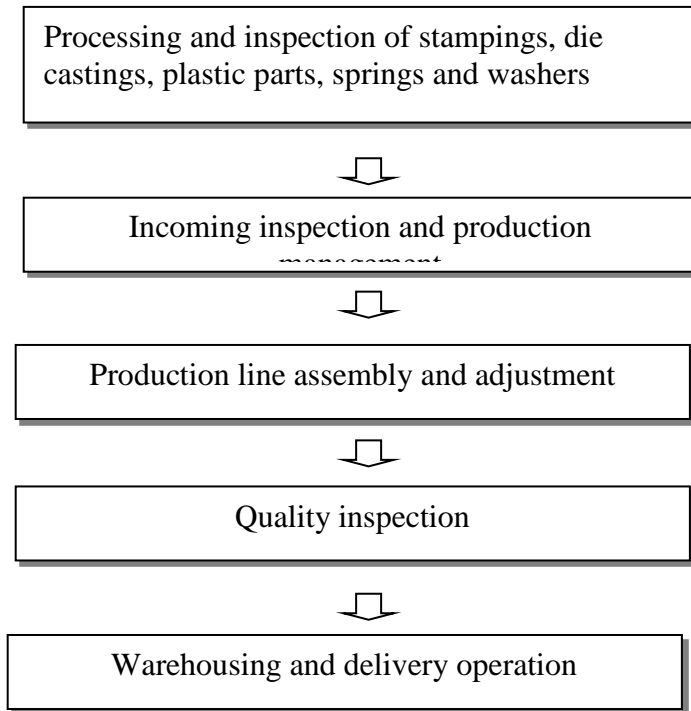 Processing and inspection of stampings, die
castings, plastic parts, springs and washers
Incoming inspection and production
management
Production line assembly and adjustment
Quality inspection
Warehousing and delivery operation